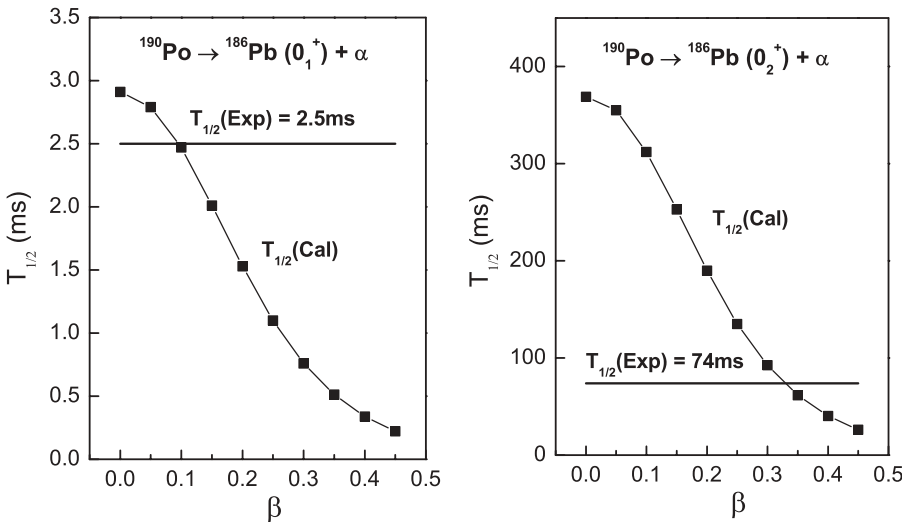 ¹⁹⁰Po → ¹⁸⁶Pb (0₁⁺) + α
T₁/₂(Exp) = 2.5ms
T₁/₂(Cal)
T₁/₂ (ms)
3.5
3.0
2.5
2.0
1.5
1.0
0.5
0.0
0.0 0.1 0.2 0.3 0.4 0.5
β
¹⁹⁰Po → ¹⁸⁶Pb (0₂⁺) + α
T₁/₂(Cal)
T₁/₂(Exp) = 74ms
T₁/₂ (ms)
400
300
200
100
0
0.0 0.1 0.2 0.3 0.4 0.5
β